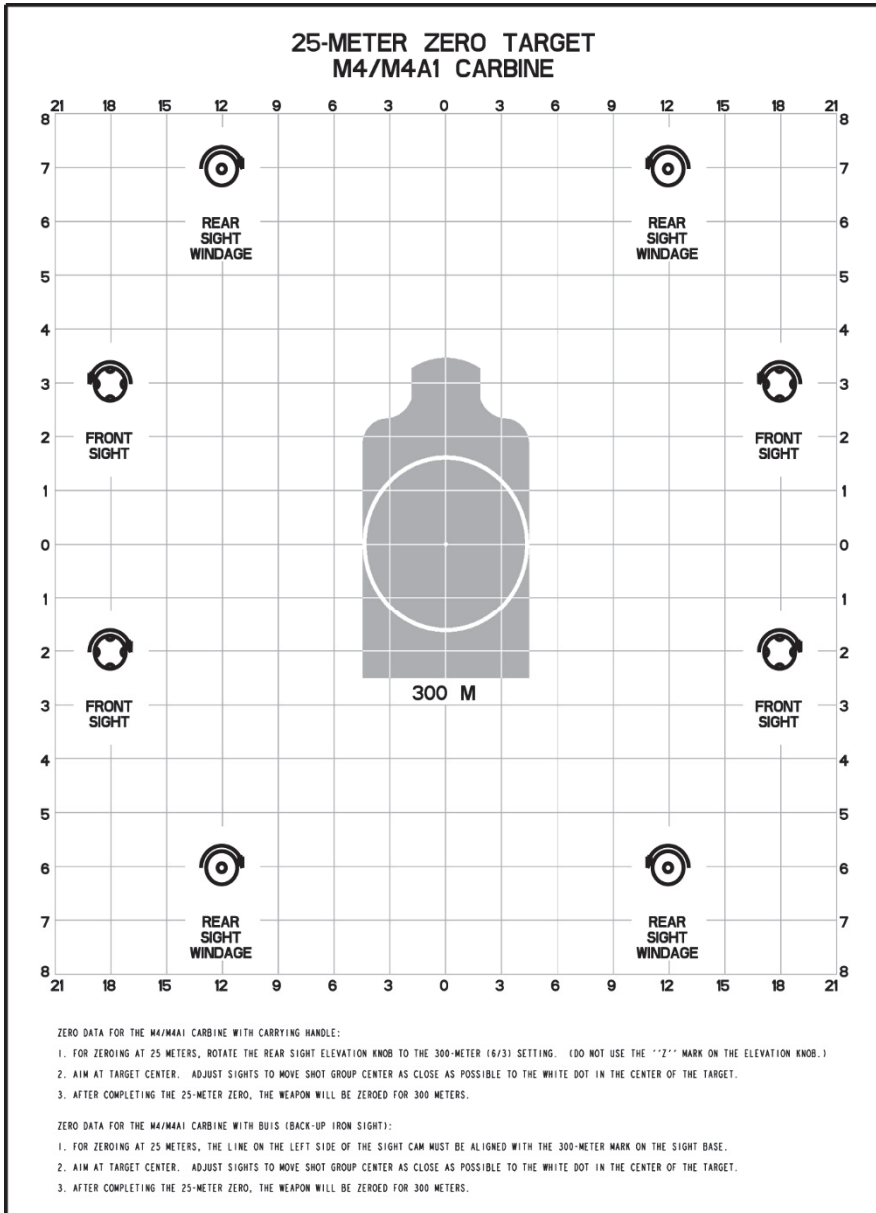 25-METER ZERO TARGET
M4/M4A1 CARBINE
21 18 12 9 6 3 0 3 6 9 12 15 18 21
8 8
7 7
REAR SIGHT WINDAGE REAR SIGHT WINDAGE
6 6
5 5
4 4
3 3
FRONT SIGHT FRONT SIGHT
2 2
1 1
0 0
1 1
2 2
300 M
3 3
FRONT SIGHT FRONT SIGHT
4 4
5 5
6 6
REAR SIGHT WINDAGE REAR SIGHT WINDAGE
7 7
8 8
21 18 15 12 9 6 3 0 3 6 9 12 15 18 21
ZERO DATA FOR THE M4/M4A1 CARBINE WITH CARRYING HANDLE:
1. FOR ZEROING AT 25 METERS, ROTATE THE REAR SIGHT ELEVATION KNOB TO THE 300-METER (6/3) SETTING. (DO NOT USE THE ''Z'' MARK ON THE ELEVATION KNOB.)
2. AIM AT TARGET CENTER. ADJUST SIGHTS TO MOVE SHOT GROUP CENTER AS CLOSE AS POSSIBLE TO THE WHITE DOT IN THE CENTER OF THE TARGET.
3. AFTER COMPLETING THE 25-METER ZERO, THE WEAPON WILL BE ZEROED FOR 300 METERS.
ZERO DATA FOR THE M4/M4A1 CARBINE WITH BUIS (BACK-UP IRON SIGHT):
1. FOR ZEROING AT 25 METERS, THE LINE ON THE LEFT SIDE OF THE SIGHT CAM MUST BE ALIGNED WITH THE 300-METER MARK ON THE SIGHT BASE.
2. AIM AT TARGET CENTER. ADJUST SIGHTS TO MOVE SHOT GROUP CENTER AS CLOSE AS POSSIBLE TO THE WHITE DOT IN THE CENTER OF THE TARGET.
3. AFTER COMPLETING THE 25-METER ZERO, THE WEAPON WILL BE ZEROED FOR 300 METERS.